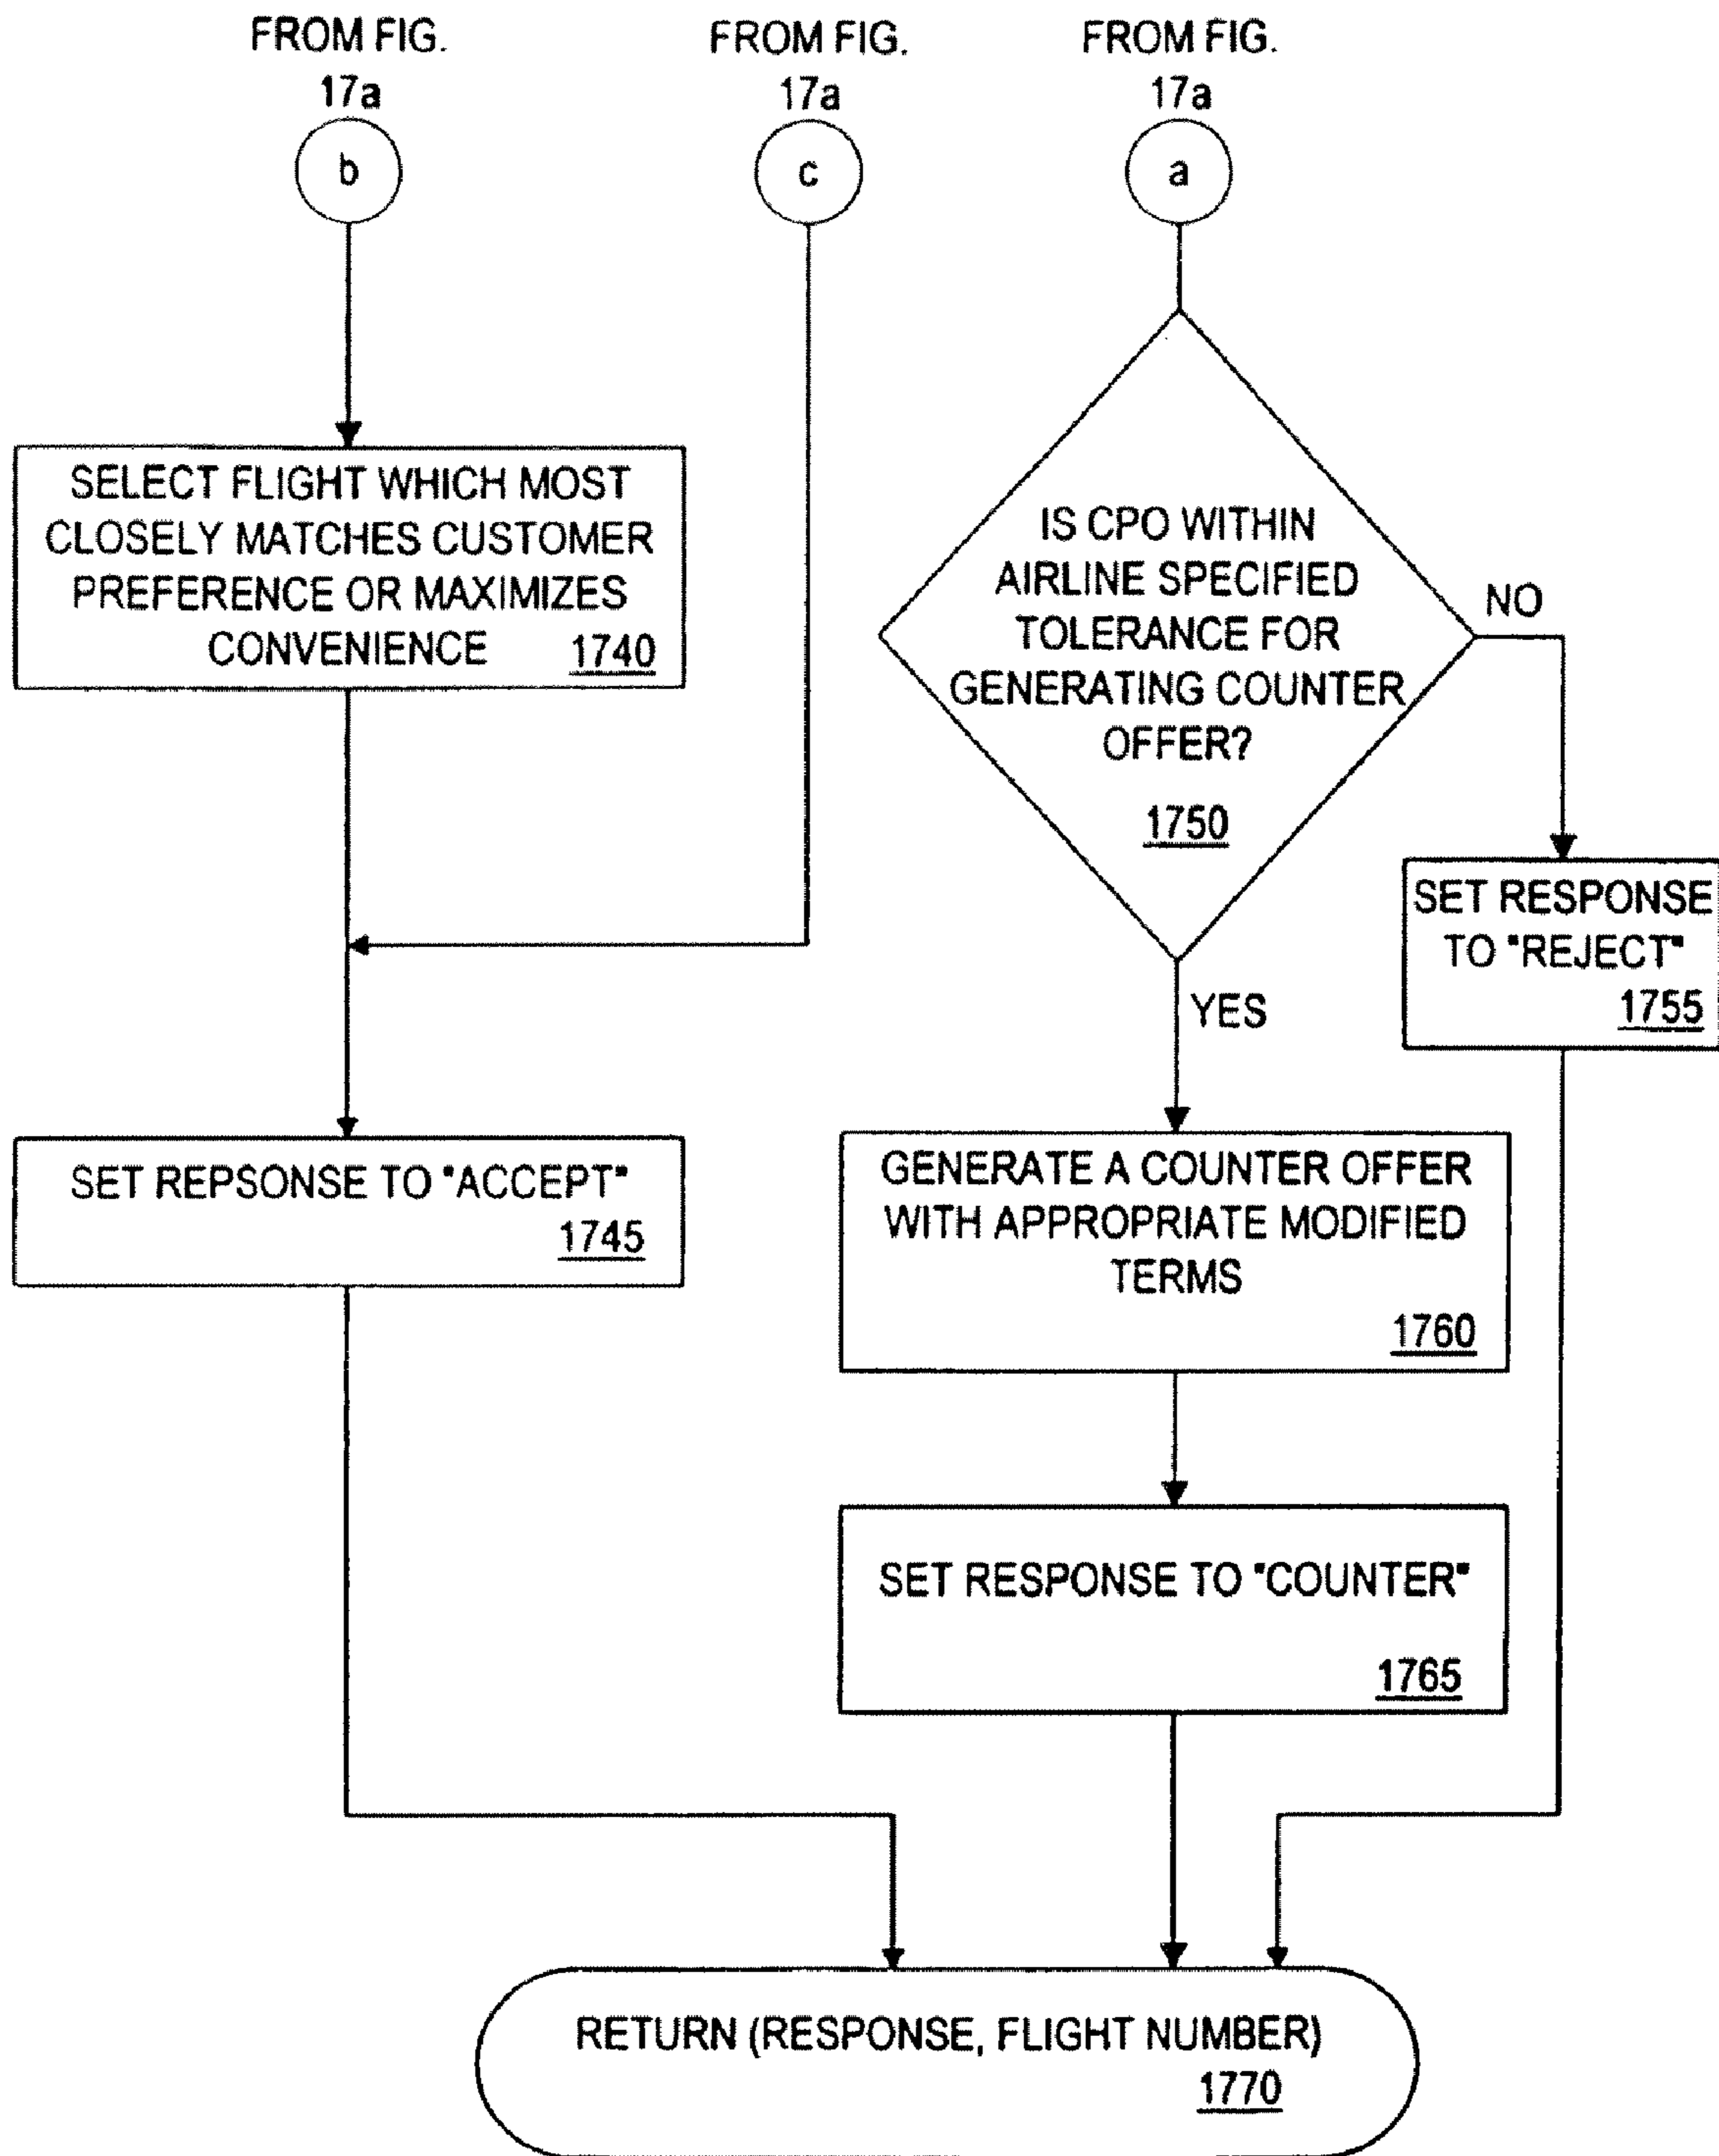 FROM FIG.
17a
b
FROM FIG.
17a
c
FROM FIG.
17a
a
SELECT FLIGHT WHICH MOST
CLOSELY MATCHES CUSTOMER
PREFERENCE OR MAXIMIZES
CONVENIENCE 1740
IS CPO WITHIN
AIRLINE SPECIFIED
TOLERANCE FOR
GENERATING COUNTER
OFFER?
1750
NO
YES
SET RESPONSE
TO "REJECT"
1755
SET REPSONSE TO "ACCEPT"
1745
GENERATE A COUNTER OFFER
WITH APPROPRIATE MODIFIED
TERMS
1760
SET RESPONSE TO "COUNTER"
1765
RETURN (RESPONSE, FLIGHT NUMBER)
1770